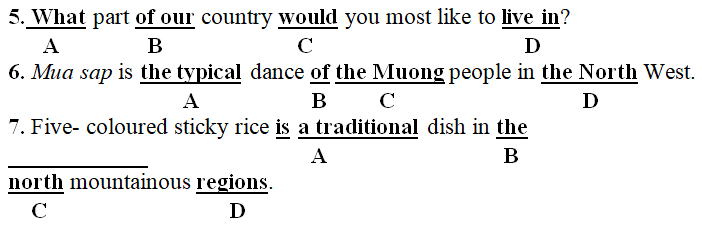 5. What part of our country would you most like to live in?
A B C D
6. Mua sap is the typical dance of the Muong people in the North West.
A B C D
7. Five- coloured sticky rice is a traditional dish in the
A B
north mountainous regions.
C D